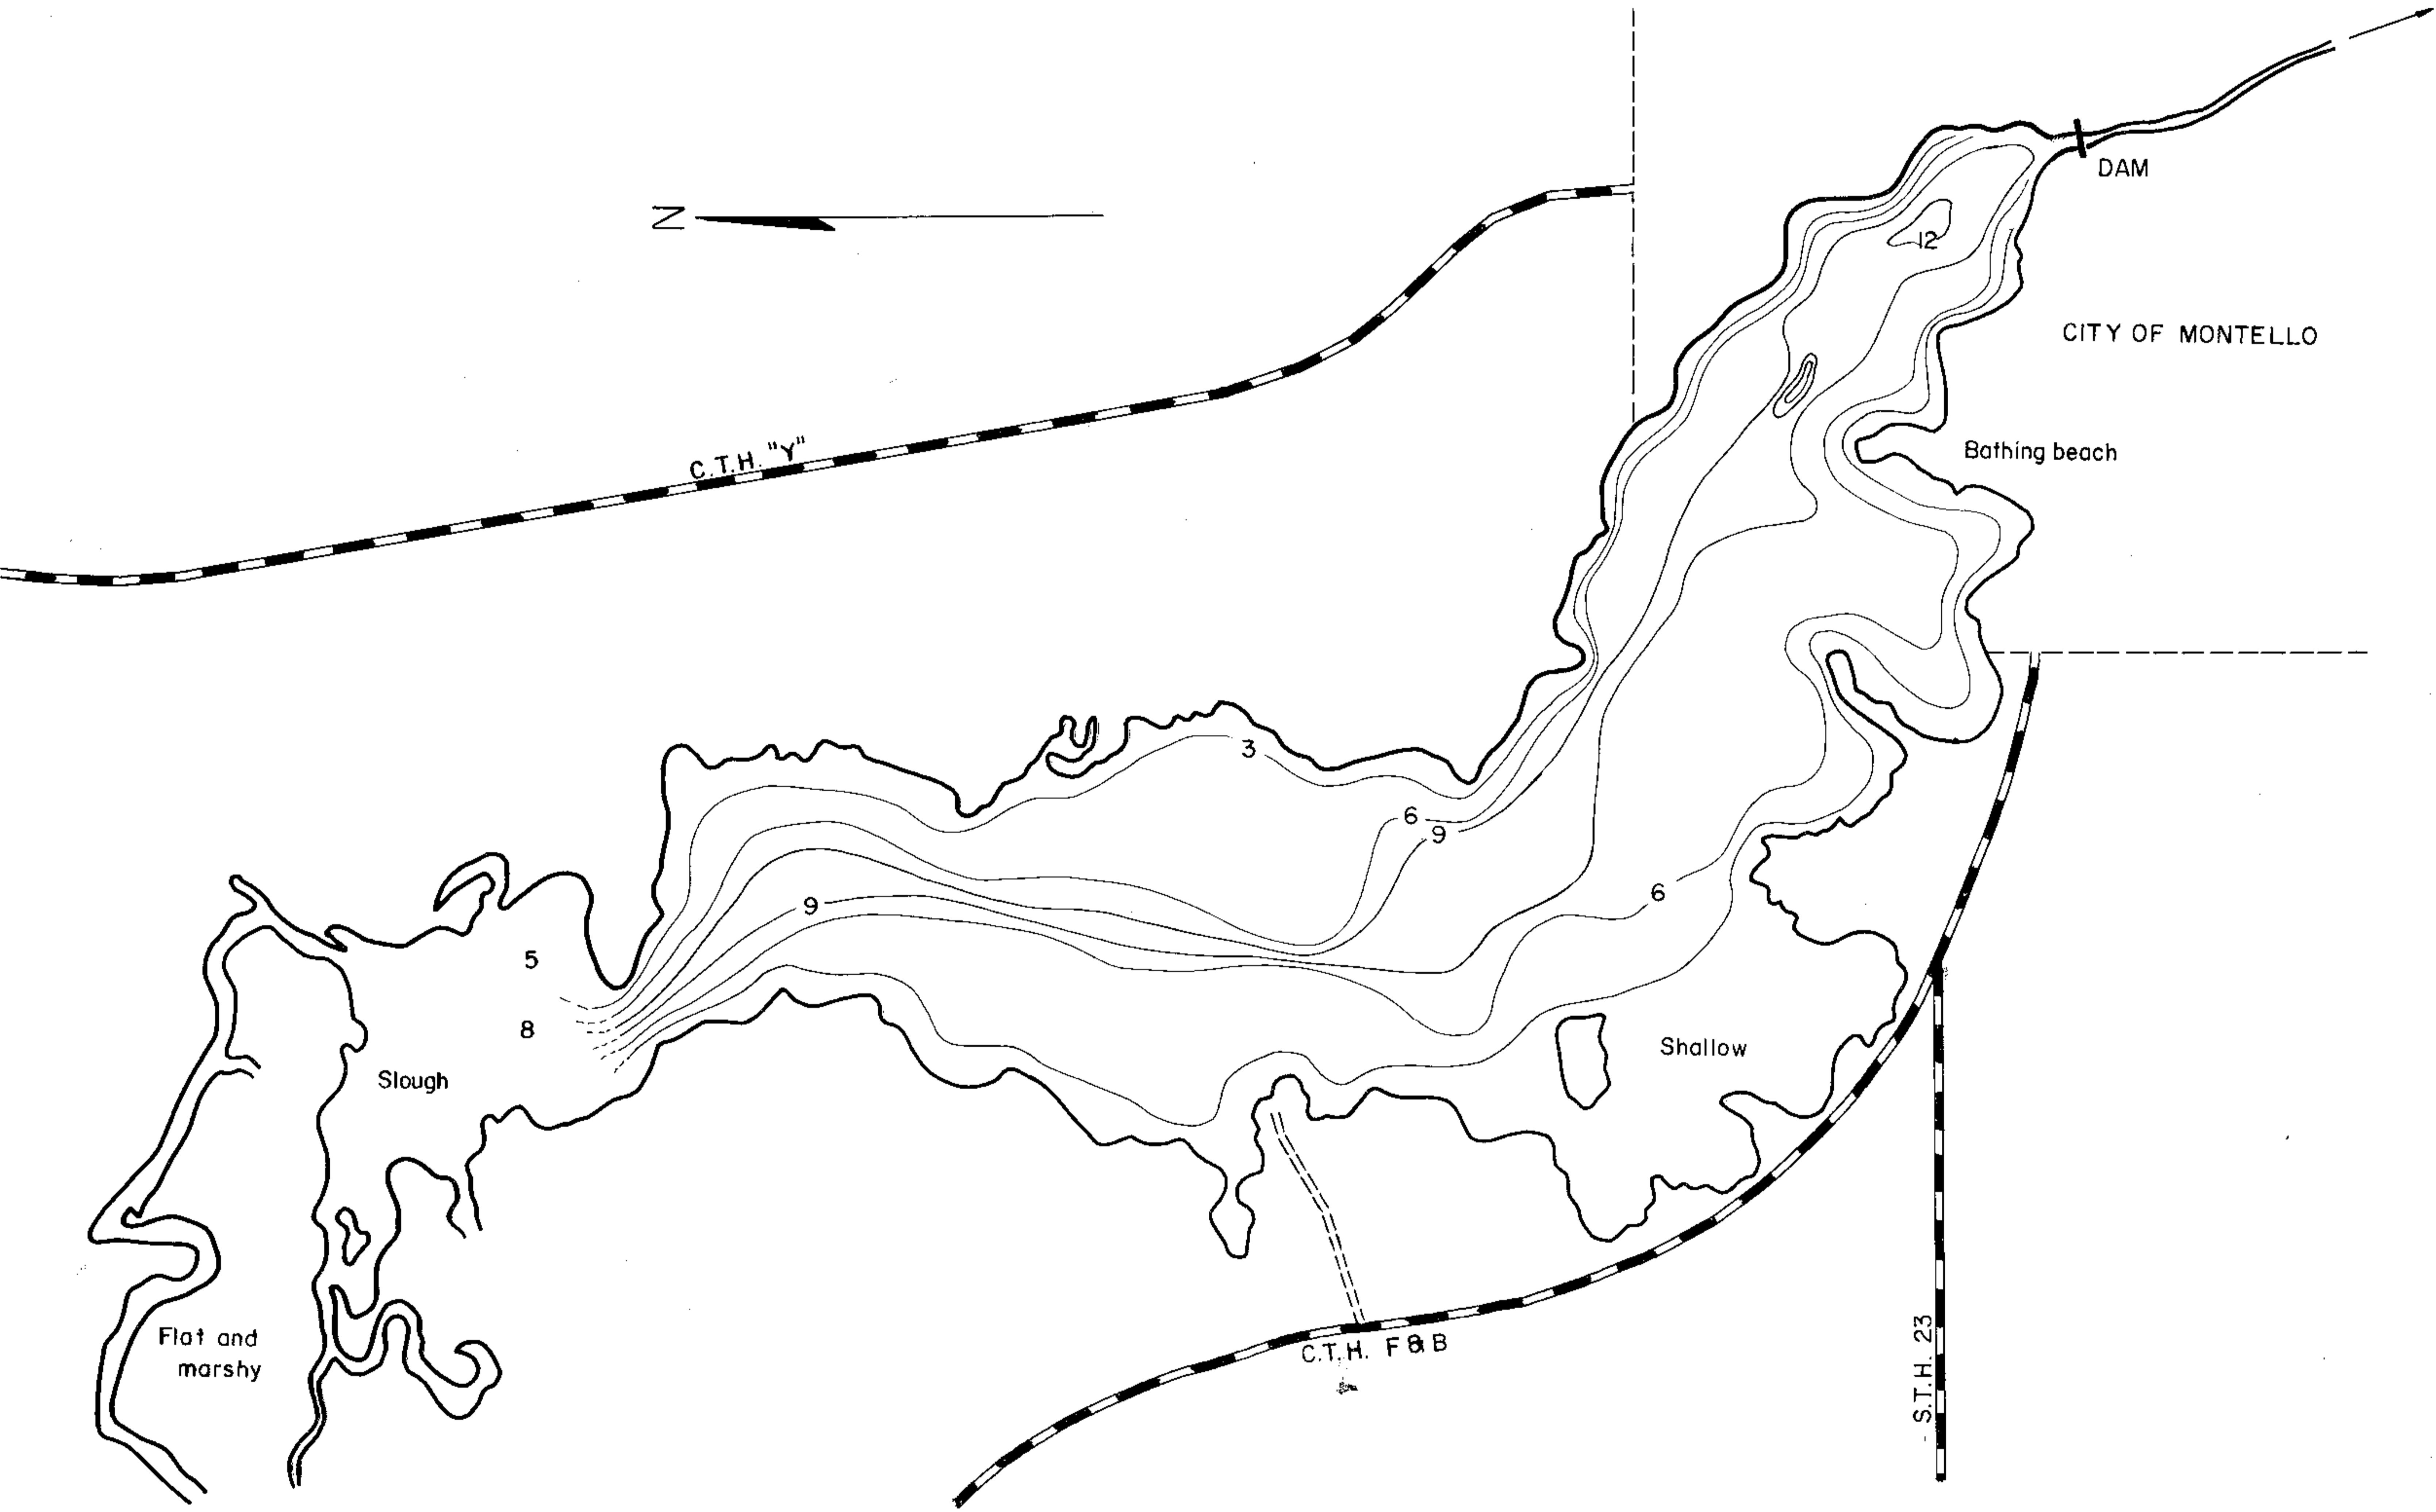 DAM
N
12
CITY OF MONTELLO
C.T.H. "Y"
Bathing beach
3
6
9
6
9
5
8
Shallow
Slough
Flat and
marshy
C.T.H. F & B
S.T.H. 23